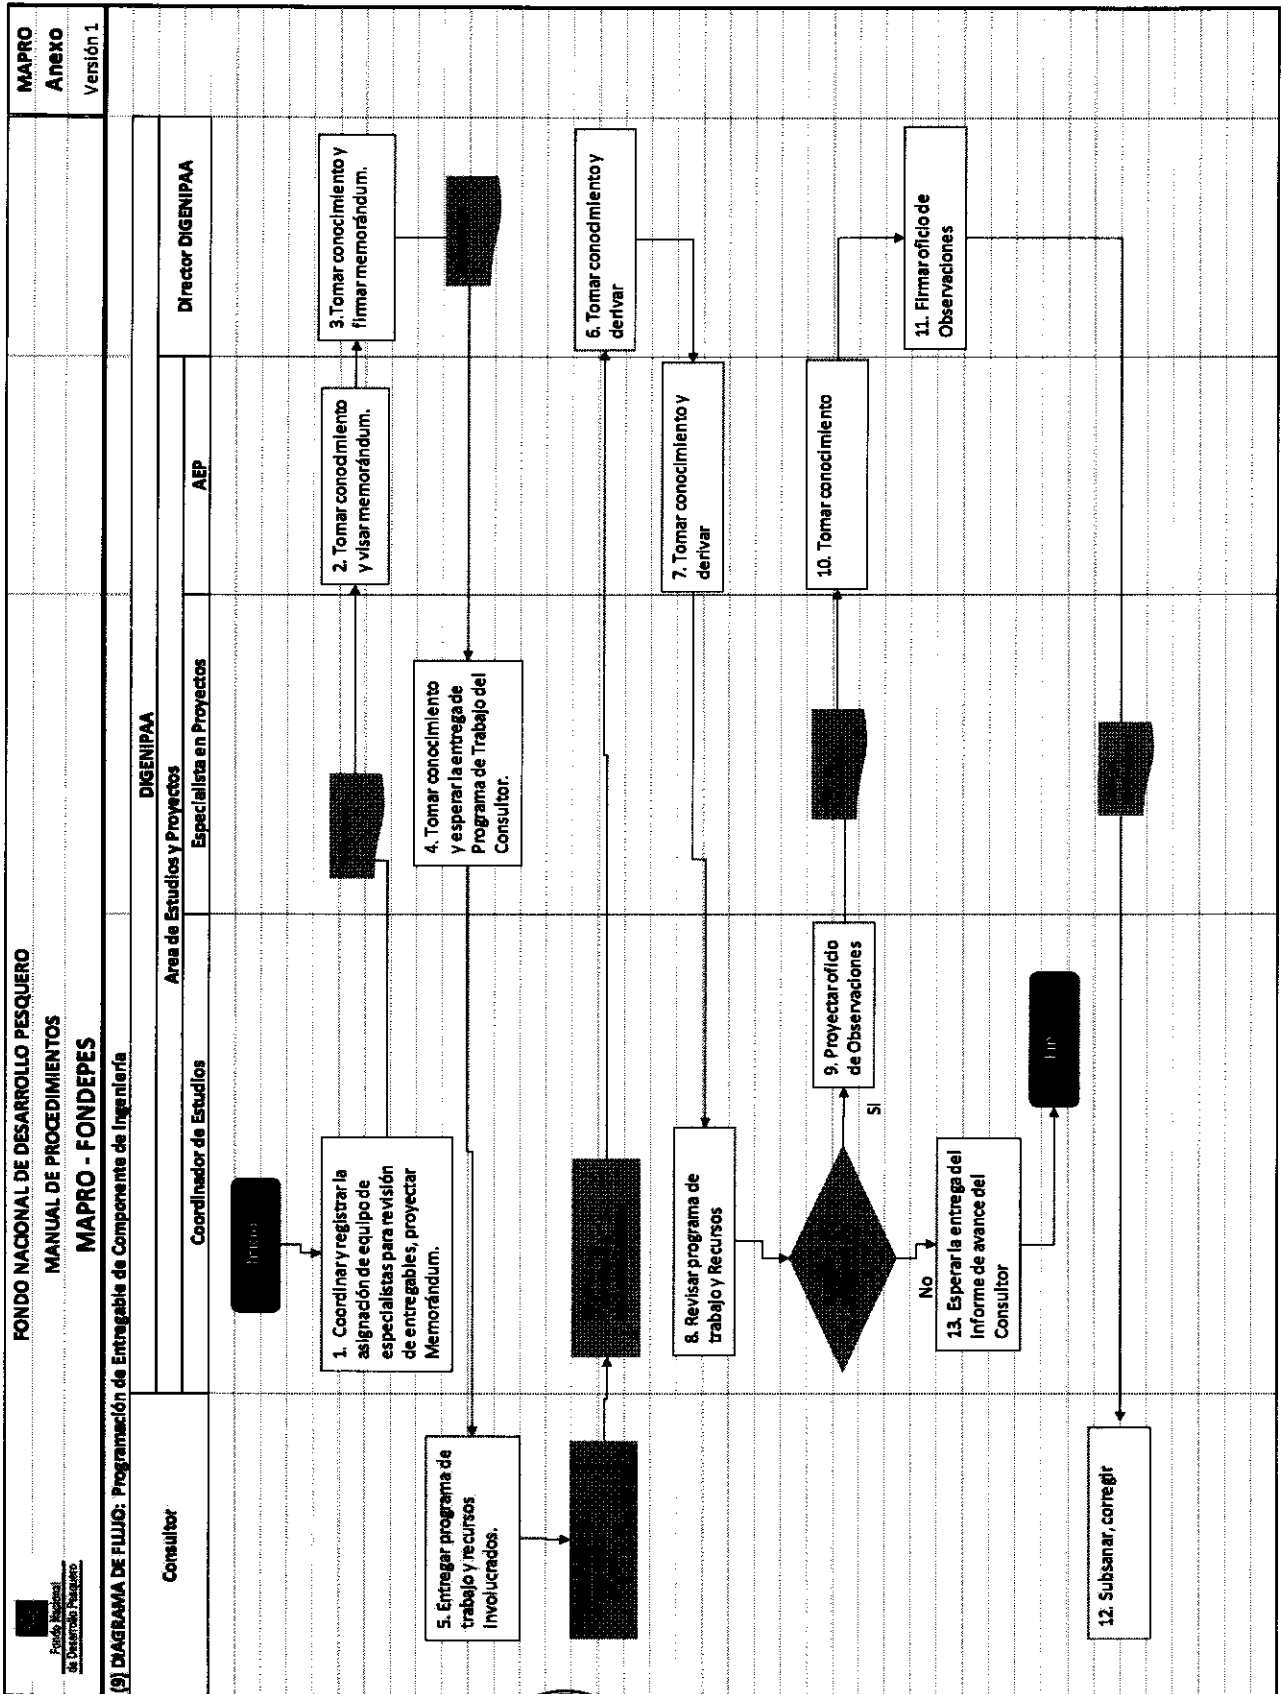 Fondo Nacional
de Desarrollo Pesquero
FONDO NACIONAL DE DESARROLLO PESQUERO
MANUAL DE PROCEDIMIENTOS
MAPRO - FONDEPES
MAPRO
Anexo
Versión 1
(9) DIAGRAMA DE FLUJO: Programación de Entregable de Componente de Ingeniería
DIGENIPAA
Consultor
Area de Estudios y Proyectos
Director DIGENIPAA
Coordinador de Estudios
Especialista en Proyectos
AEP
1. Coordinar y registrar la
asignación de equipo de
especialistas para revisión
de entregables, proyectar
Memorándum.
2. Tomar conocimiento
y visar memorándum.
3. Tomar conocimiento y
firmar memorándum.
4. Tomar conocimiento
y esperar la entrega de
Programa de Trabajo del
Consultor.
5. Entregar programa de
trabajo y recursos
involucrados.
6. Tomar conocimiento y
derivar
7. Tomar conocimiento y
derivar
8. Revisar programa de
trabajo y Recursos
SI
9. Proyectar oficio
de Observaciones
10. Tomar conocimiento
11. Firmar oficio de
Observaciones
No
13. Esperar la entrega del
informe de avance del
Consultor
Fin
12. Subsanar, corregir